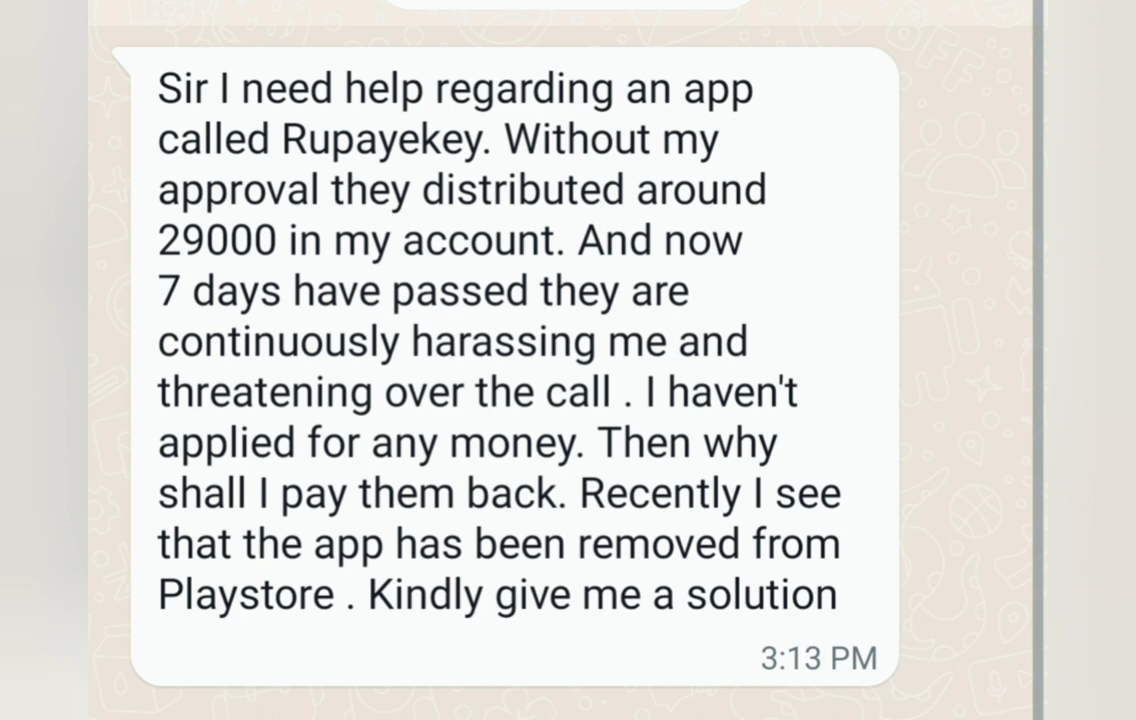 Sir I need help regarding an app
called Rupayekey. Without my
approval they distributed around
29000 in my account. And now
7 days have passed they are
continuously harassing me and
threatening over the call . I haven't
applied for any money. Then why
shall I pay them back. Recently I see
that the app has been removed from
Playstore . Kindly give me a solution
3:13 PM